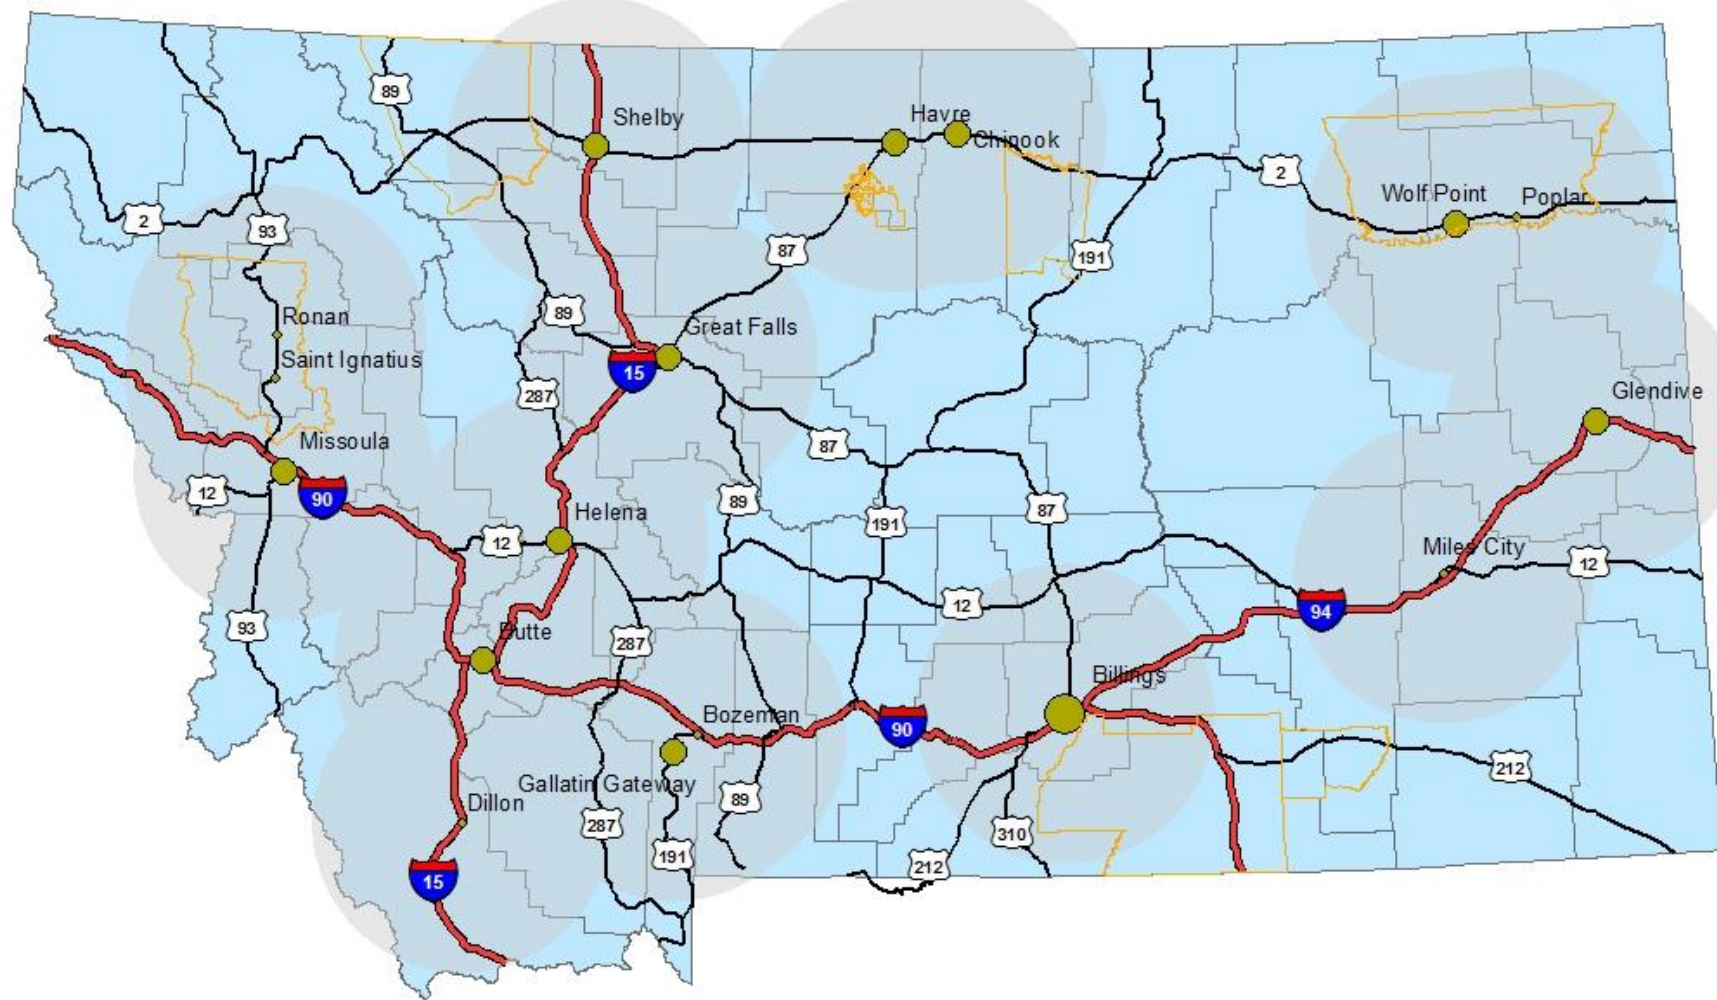 89
Shelby
Havre
Chinook
2
Wolf Point
Poplar
2
93
87
191
Ronan
89
Great Falls
Saint Ignatius
15
287
Glendive
Missoula
87
12
90
89
Helena
191
87
12
Miles City
12
12
94
93
Butte
287
Billings
Bozeman
90
212
Gallatin Gateway
Dillon
89
287
310
191
212
15